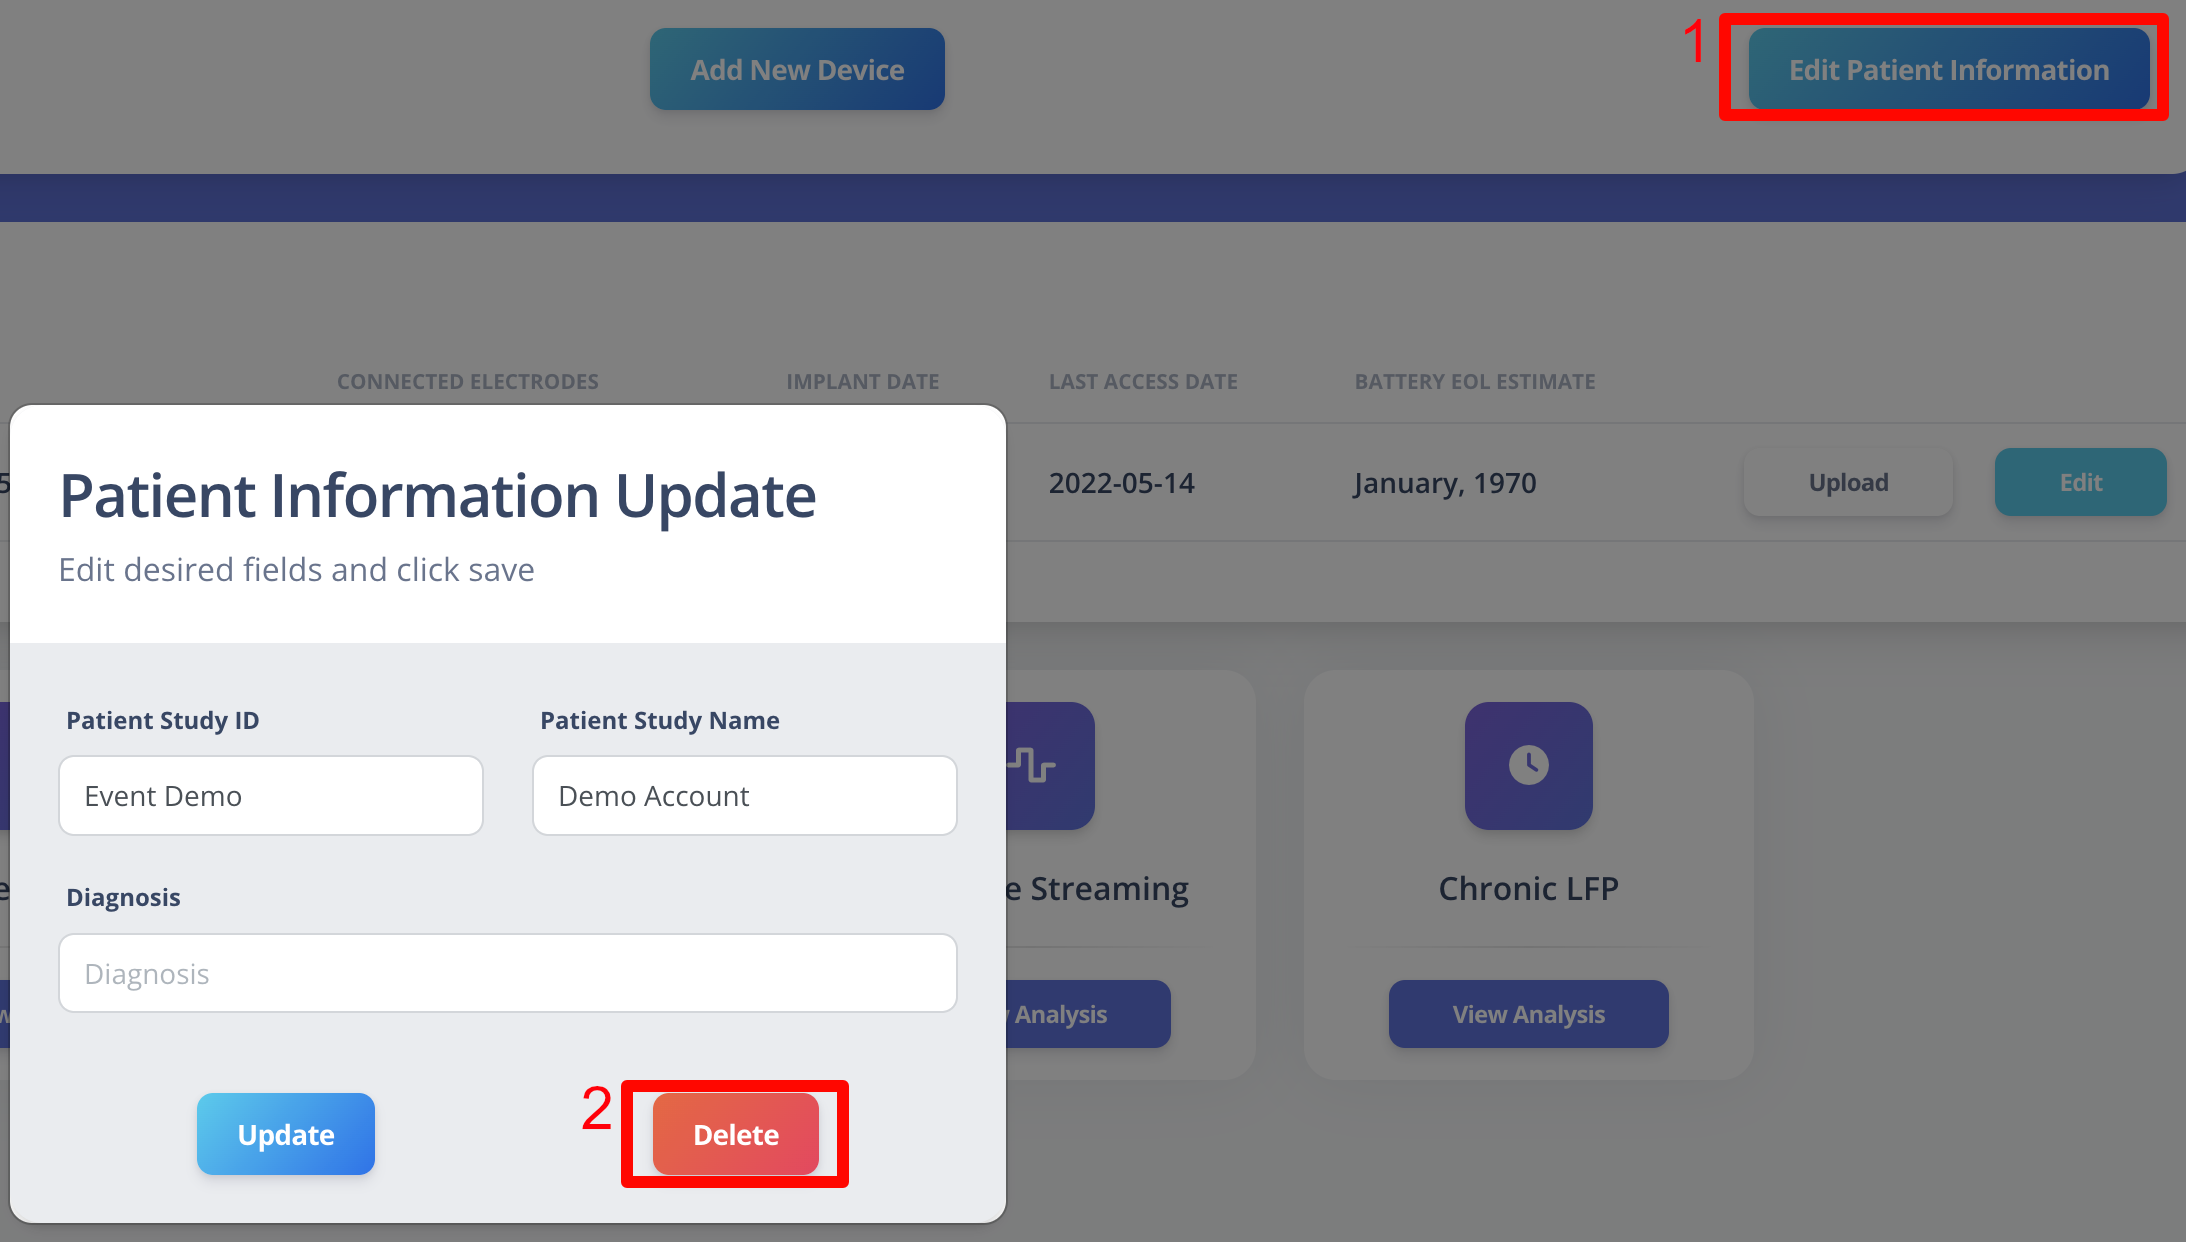 Add New Device
1
Edit Patient Information
CONNECTED ELECTRODES
IMPLANT DATE
LAST ACCESS DATE
BATTERY EOL ESTIMATE
2022-05-14
January, 1970
Upload
Edit
Patient Information Update
Edit desired fields and click save
Patient Study ID
Patient Study Name
Event Demo
Demo Account
Diagnosis
Diagnosis
Streaming
Chronic LFP
Analysis
View Analysis
Update
2
Delete